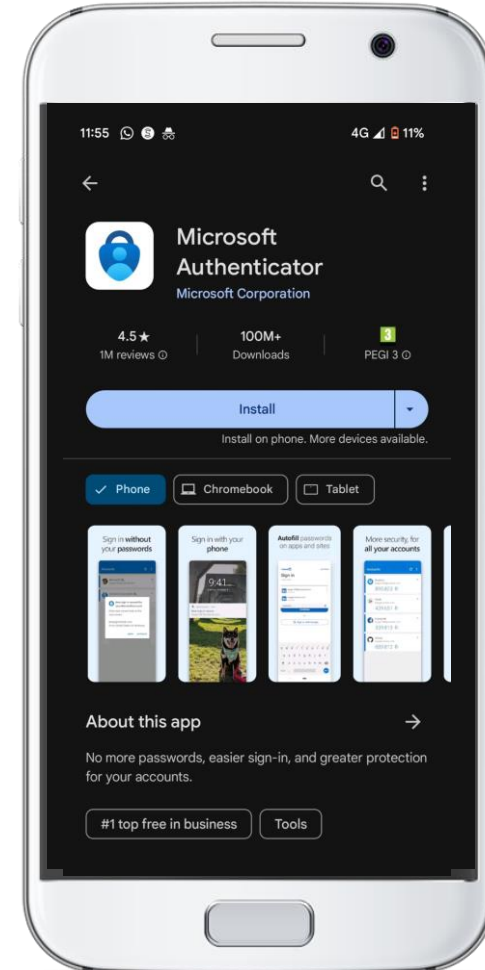 11:55 4G 11%
Microsoft
Authenticator
Microsoft Corporation
4.5★ 100M+ 3
1M reviews Downloads PEGI 3
Install
Install on phone. More devices available.
Phone Chromebook Tablet
Sign in without
your passwords
Sign in with your
phone
9:41
Autofill passwords
on apps and sites
Sign in
More security, for
all your accounts
About this app
No more passwords, easier sign-in, and greater protection
for your accounts.
#1 top free in business Tools